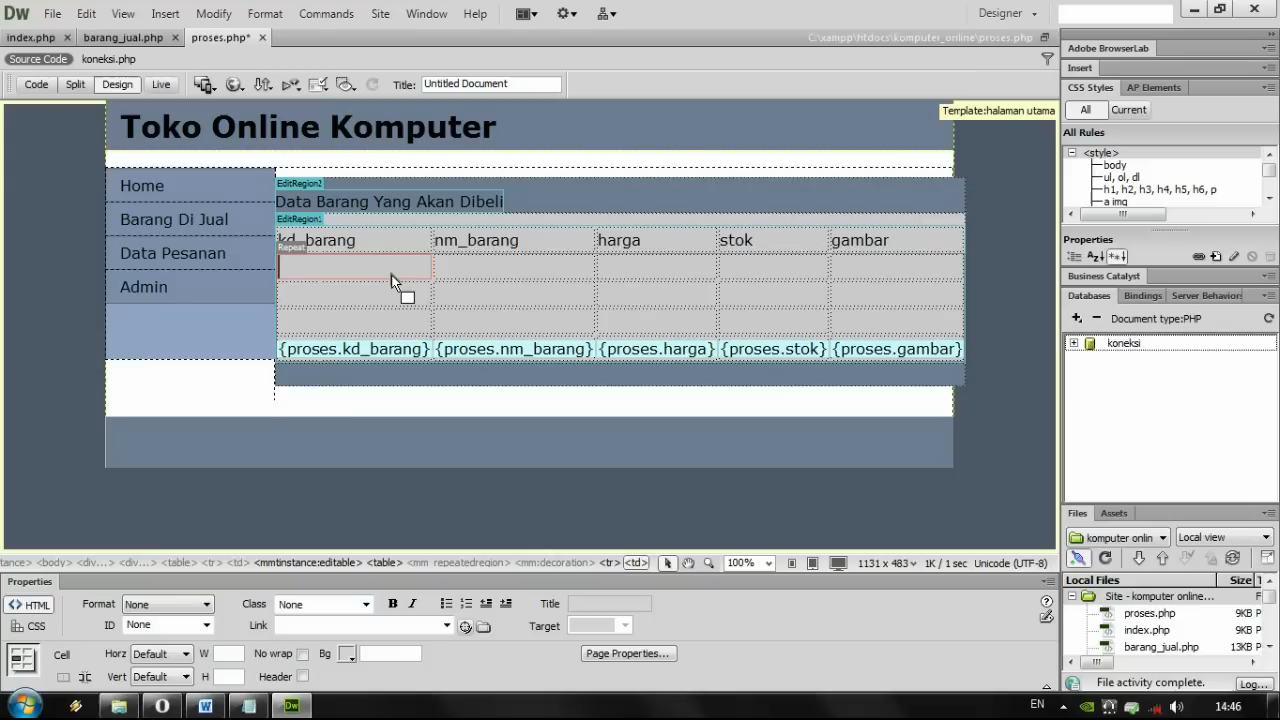 Dw File Edit View Insert Modify Format Commands Site Window Help Designer
index.php barang_jual.php proses.php* C:\xampp\htdocs\komputer_online\proses.php
Source Code koneksi.php
Code Split Design Live Title: Untitled Document
Template:halaman utama
Toko Online Komputer
Home
Barang Di Jual
Data Pesanan
Admin
EditRegion2
Data Barang Yang Akan Dibeli
EditRegion1
kd_barang nm_barang harga stok gambar
Repeat
{proses.kd_barang} {proses.nm_barang} {proses.harga} {proses.stok} {proses.gambar}
Adobe BrowserLab
Insert
CSS Styles AP Elements
All Current
All Rules
<style>
body
ul, ol, dl
h1, h2, h3, h4, h5, h6, p
a img
Properties
Business Catalyst
Databases Bindings Server Behaviors
Document type:PHP
koneksi
Files Assets
komputer onlin Local view
Local Files Size
Site - komputer online... F
proses.php 9KB P
index.php 9KB P
barang_jual.php 13KB P
File activity complete. Log...
<body> <div...> <div...> <table> <tr> <td> <mmtinstance:editable> <table> <mm:repeatedregion> <mm:decoration> <tr> <td> 100% 1131 x 483 1K / 1 sec Unicode (UTF-8)
Properties
<> HTML Format None Class None B I Title
CSS ID None Link Target
Cell Horz Default W No wrap Bg Page Properties...
Vert Default H Header
EN 14:46